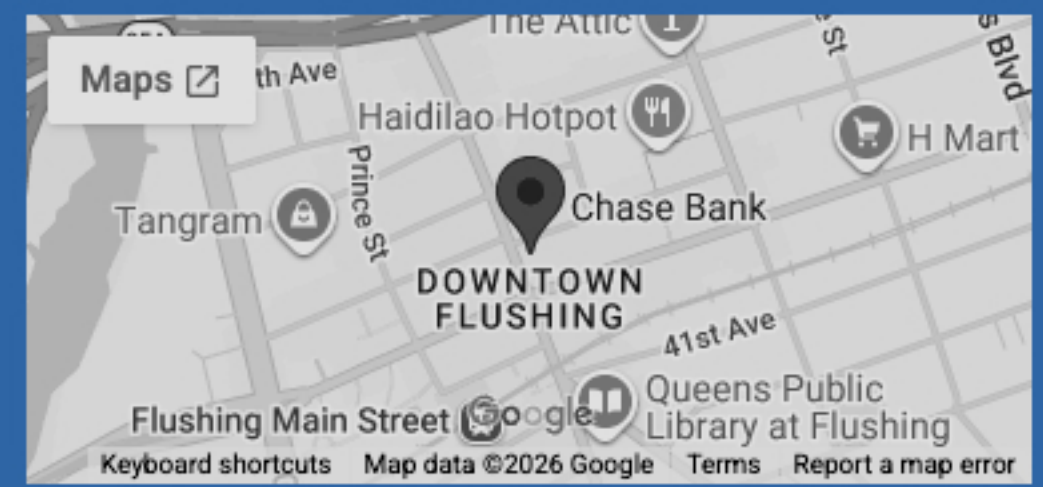 The Attic
Maps
th Ave
St
s Blvd
Haidilao Hotpot
H Mart
Prince St
Tangram
Chase Bank
DOWNTOWN
FLUSHING
41st Ave
Queens Public
Library at Flushing
Flushing Main Street
Google
Keyboard shortcuts
Map data ©2026 Google
Terms
Report a map error